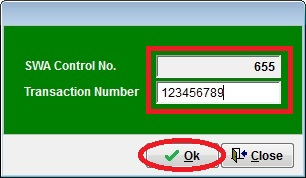 SWA Control No. 655
Transaction Number 123456789
Ok Close